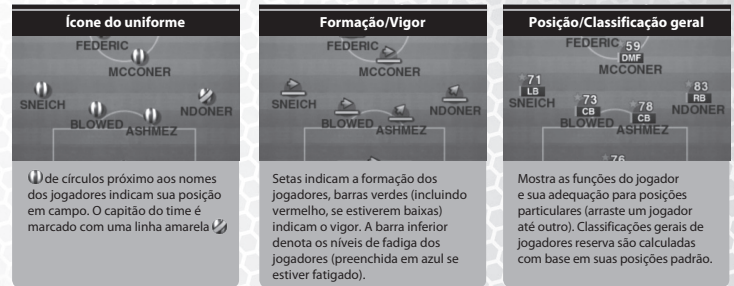 Ícone do uniforme
FEDERIC
MCCONER
SNEICH
NDONER
BLOWED
ASHMEZ
de círculos próximo aos nomes
dos jogadores indicam sua posição
em campo. O capitão do time é
marcado com uma linha amarela
Formação/Vigor
FEDERIC
MCCONER
SNEICH
NDONER
BLOWED
ASHMEZ
Setas indicam a formação dos
jogadores, barras verdes (incluindo
vermelho, se estiverem baixas)
indicam o vigor. A barra inferior
denota os níveis de fadiga dos
jogadores (preenchida em azul se
estiver fatigado).
Posição/Classificação geral
FEDERIC 59
DMF
MCCONER
71
LB
SNEICH
83
RB
NDONER
73
CB
BLOWED
78
CB
ASHMEZ
76
Mostra as funções do jogador
e sua adequação para posições
particulares (arraste um jogador
até outro). Classificações gerais de
jogadores reserva são calculadas
com base em suas posições padrão.